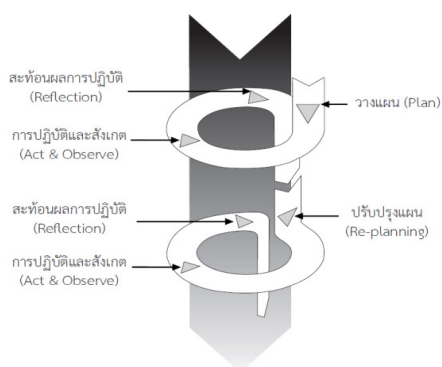 สะท้อนผลการปฏิบัติ
(Reflection)
วางแผน (Plan)
การปฏิบัติและสังเกต
(Act & Observe)
สะท้อนผลการปฏิบัติ
(Reflection)
ปรับปรุงแผน
(Re-planning)
การปฏิบัติและสังเกต
(Act & Observe)